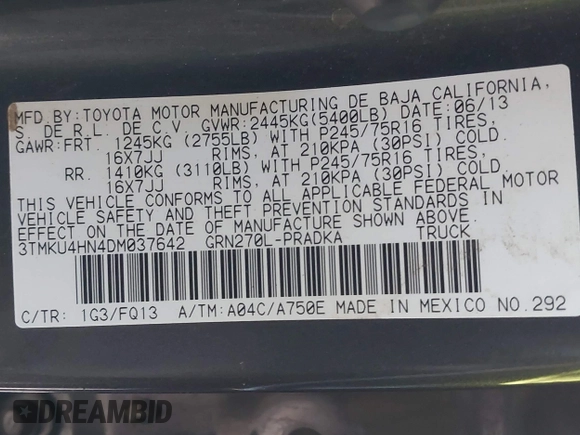 MFD.BY:TOYOTA MOTOR MANUFACTURING DE BAJA CALIFORNIA,
S. DE R.L. DE C.V. GVWR:2445KG(5400LB) DATE:06/13
GAWR:FRT. 1245KG (2755LB) WITH P245/75R16 TIRES,
16X7JJ RIMS, AT 210KPA (30PSI) COLD.
RR. 1410KG (3110LB) WITH P245/75R16 TIRES,
16X7JJ RIMS, AT 210KPA (30PSI) COLD.
THIS VEHICLE CONFORMS TO ALL APPLICABLE FEDERAL MOTOR
VEHICLE SAFETY AND THEFT PREVENTION STANDARDS IN
EFFECT ON THE DATE OF MANUFACTURE SHOWN ABOVE.
3TMKU4HN4DM037642 GRN270L-PRADKA TRUCK
C/TR: 1G3/FQ13 A/TM:A04C/A750E MADE IN MEXICO NO.292
DREAMBID